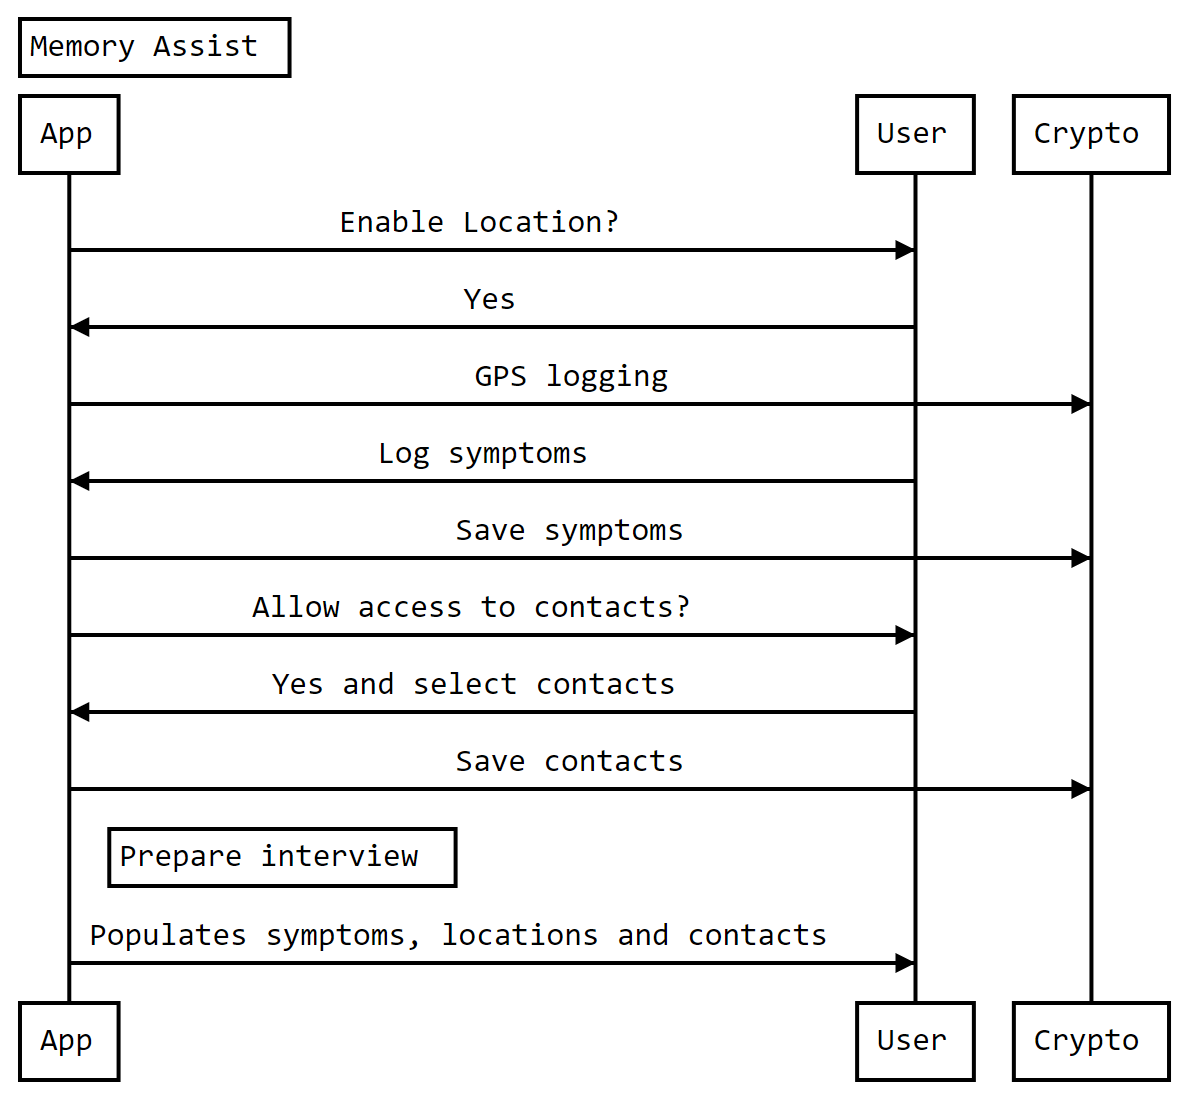 Memory Assist
App
User
Crypto
Enable Location?
Yes
GPS logging
Log symptoms
Save symptoms
Allow access to contacts?
Yes and select contacts
Save contacts
Prepare interview
Populates symptoms, locations and contacts
App
User
Crypto